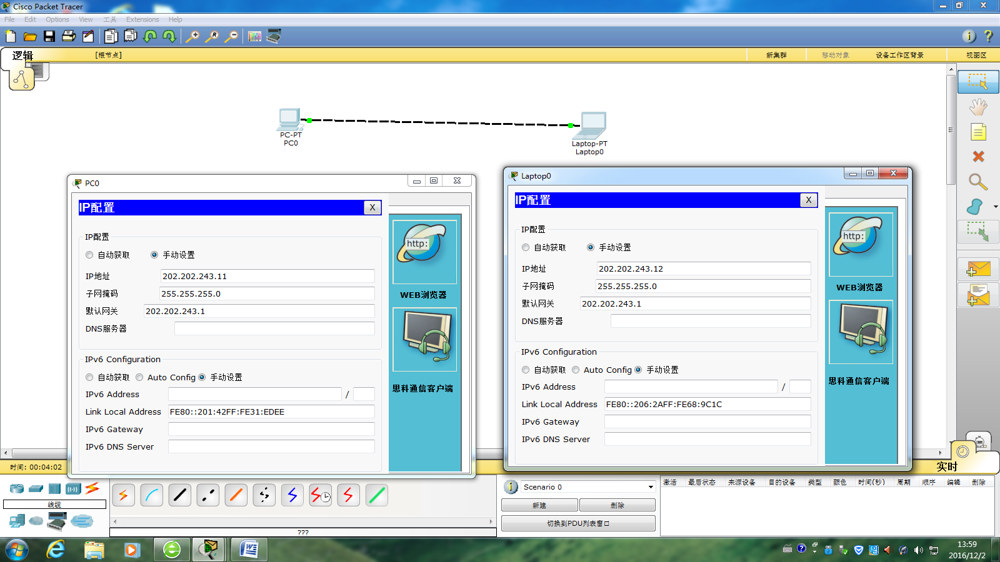 Cisco Packet Tracer
File Edit Options View 工具 Extensions Help
逻辑 [根节点] 新集群 移动对象 设备工作区背景 视图区
PC-PT
PC0
Laptop-PT
Laptop0
PC0
IP配置 X
IP配置
自动获取 手动设置
IP地址 202.202.243.11
子网掩码 255.255.255.0
默认网关 202.202.243.1
DNS服务器
IPv6 Configuration
自动获取 Auto Config 手动设置
IPv6 Address /
Link Local Address FE80::201:42FF:FE31:EDEE
IPv6 Gateway
IPv6 DNS Server
http:
WEB浏览器
思科通信客户端
Laptop0
IP配置 X
IP配置
自动获取 手动设置
IP地址 202.202.243.12
子网掩码 255.255.255.0
默认网关 202.202.243.1
DNS服务器
IPv6 Configuration
自动获取 Auto Config 手动设置
IPv6 Address /
Link Local Address FE80::206:2AFF:FE68:9C1C
IPv6 Gateway
IPv6 DNS Server
http:
WEB浏览器
思科通信客户端
时间: 00:04:02
实时
线缆
???
Scenario 0
新建 删除
切换到PDU列表窗口
激活 最后状态 来源设备 目的设备 类型 颜色 时间(秒) 周期 顺序 编辑 删除
13:59
2016/12/2